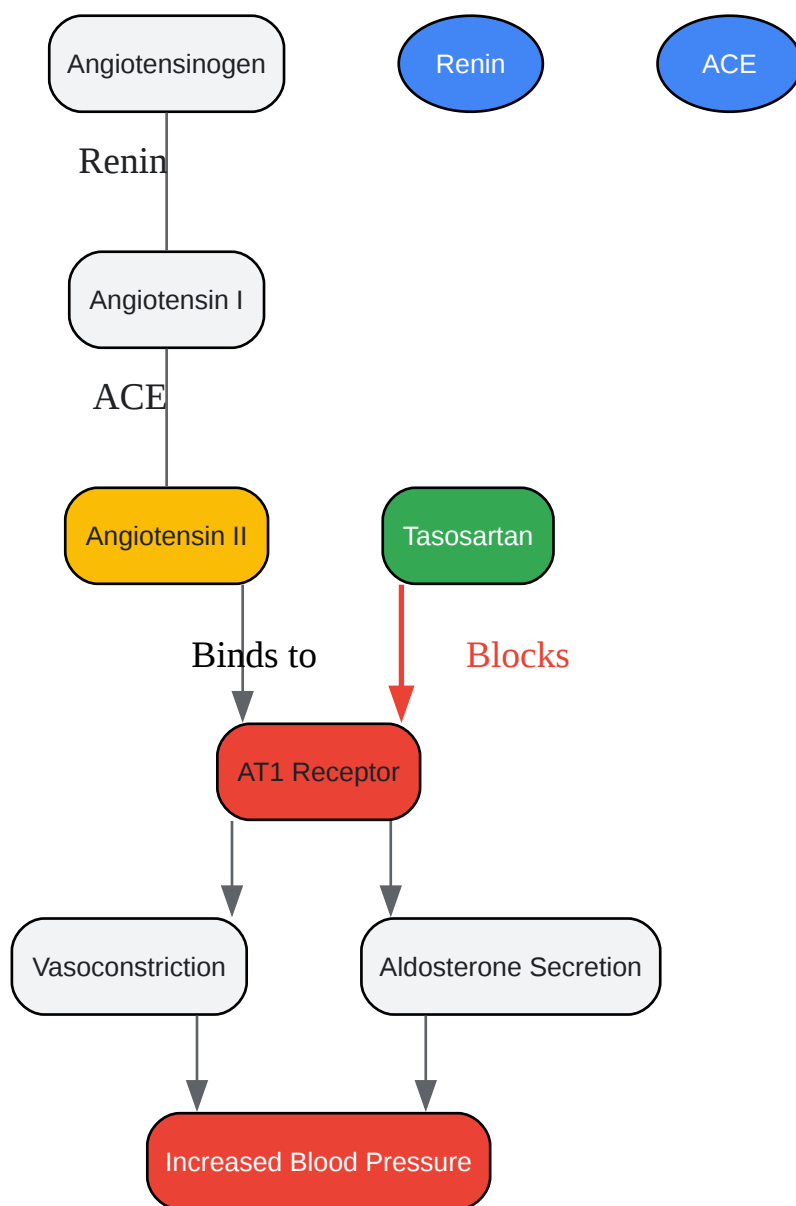 Angiotensinogen
Renin
ACE
Renin
Angiotensin I
ACE
Angiotensin II
Tasosartan
Binds to
Blocks
AT1 Receptor
Vasoconstriction
Aldosterone Secretion
Increased Blood Pressure